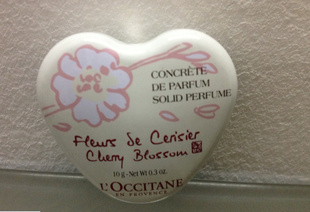 CONCRÈTE
DE PARFUM
SOLID PERFUME
Fleurs de Cerisier
Cherry Blossom
10 g - Net Wt 0.3 oz.
L'OCCITANE
EN PROVENCE